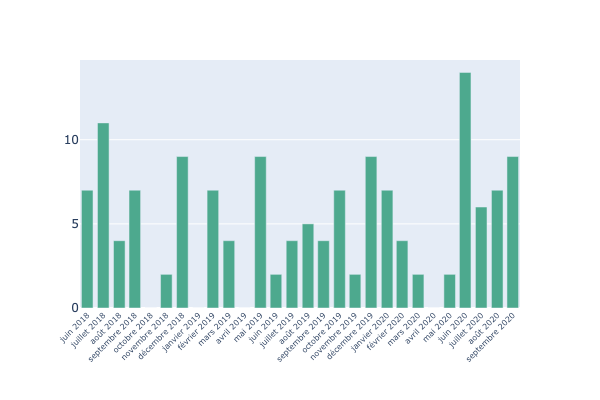 10
5
0
juin 2018
juillet 2018
août 2018
septembre 2018
octobre 2018
novembre 2018
décembre 2018
janvier 2019
février 2019
mars 2019
avril 2019
mai 2019
juin 2019
juillet 2019
août 2019
septembre 2019
octobre 2019
novembre 2019
décembre 2019
janvier 2020
février 2020
mars 2020
avril 2020
mai 2020
juin 2020
juillet 2020
août 2020
septembre 2020